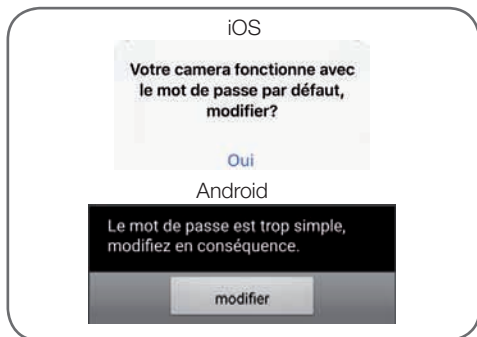 iOS
Votre camera fonctionne avec
le mot de passe par défaut,
modifier?
Oui
Android
Le mot de passe est trop simple,
modifiez en conséquence.
modifier